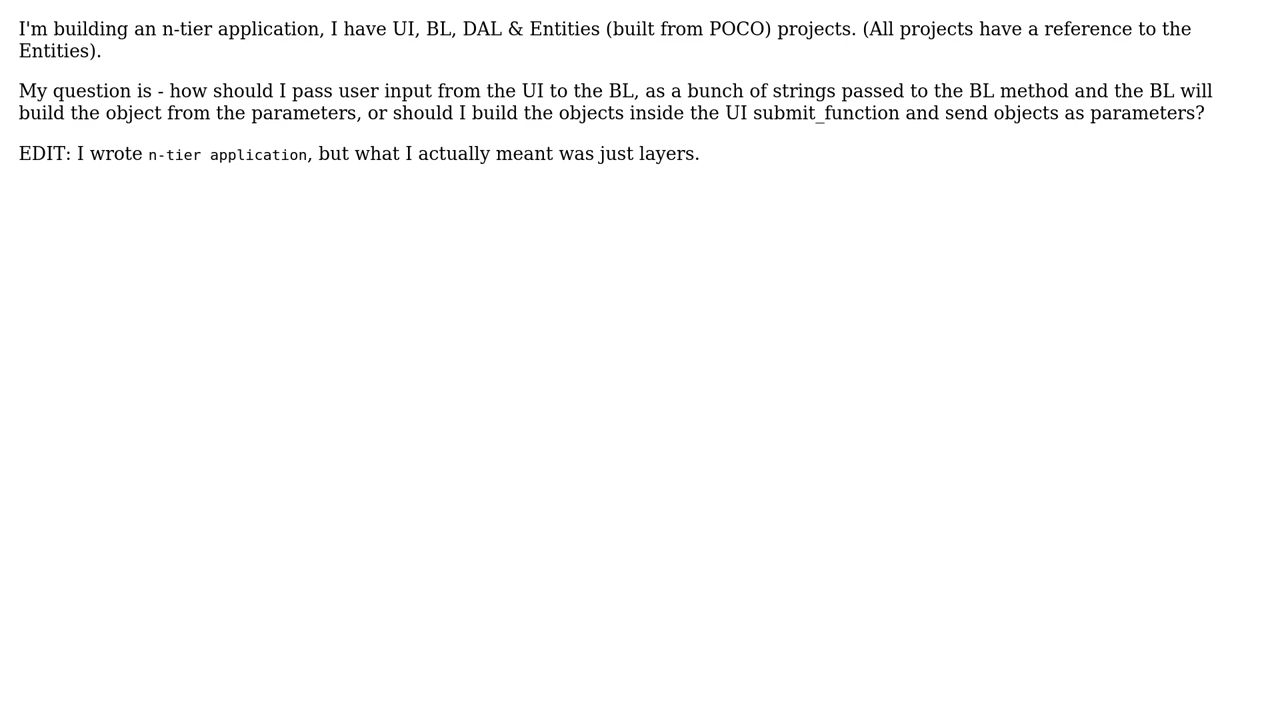 I'm building an n-tier application, I have UI, BL, DAL & Entities (built from POCO) projects. (All projects have a reference to the
Entities).
My question is - how should I pass user input from the UI to the BL, as a bunch of strings passed to the BL method and the BL will
build the object from the parameters, or should I build the objects inside the UI submit_function and send objects as parameters?
EDIT: I wrote n-tier application, but what I actually meant was just layers.